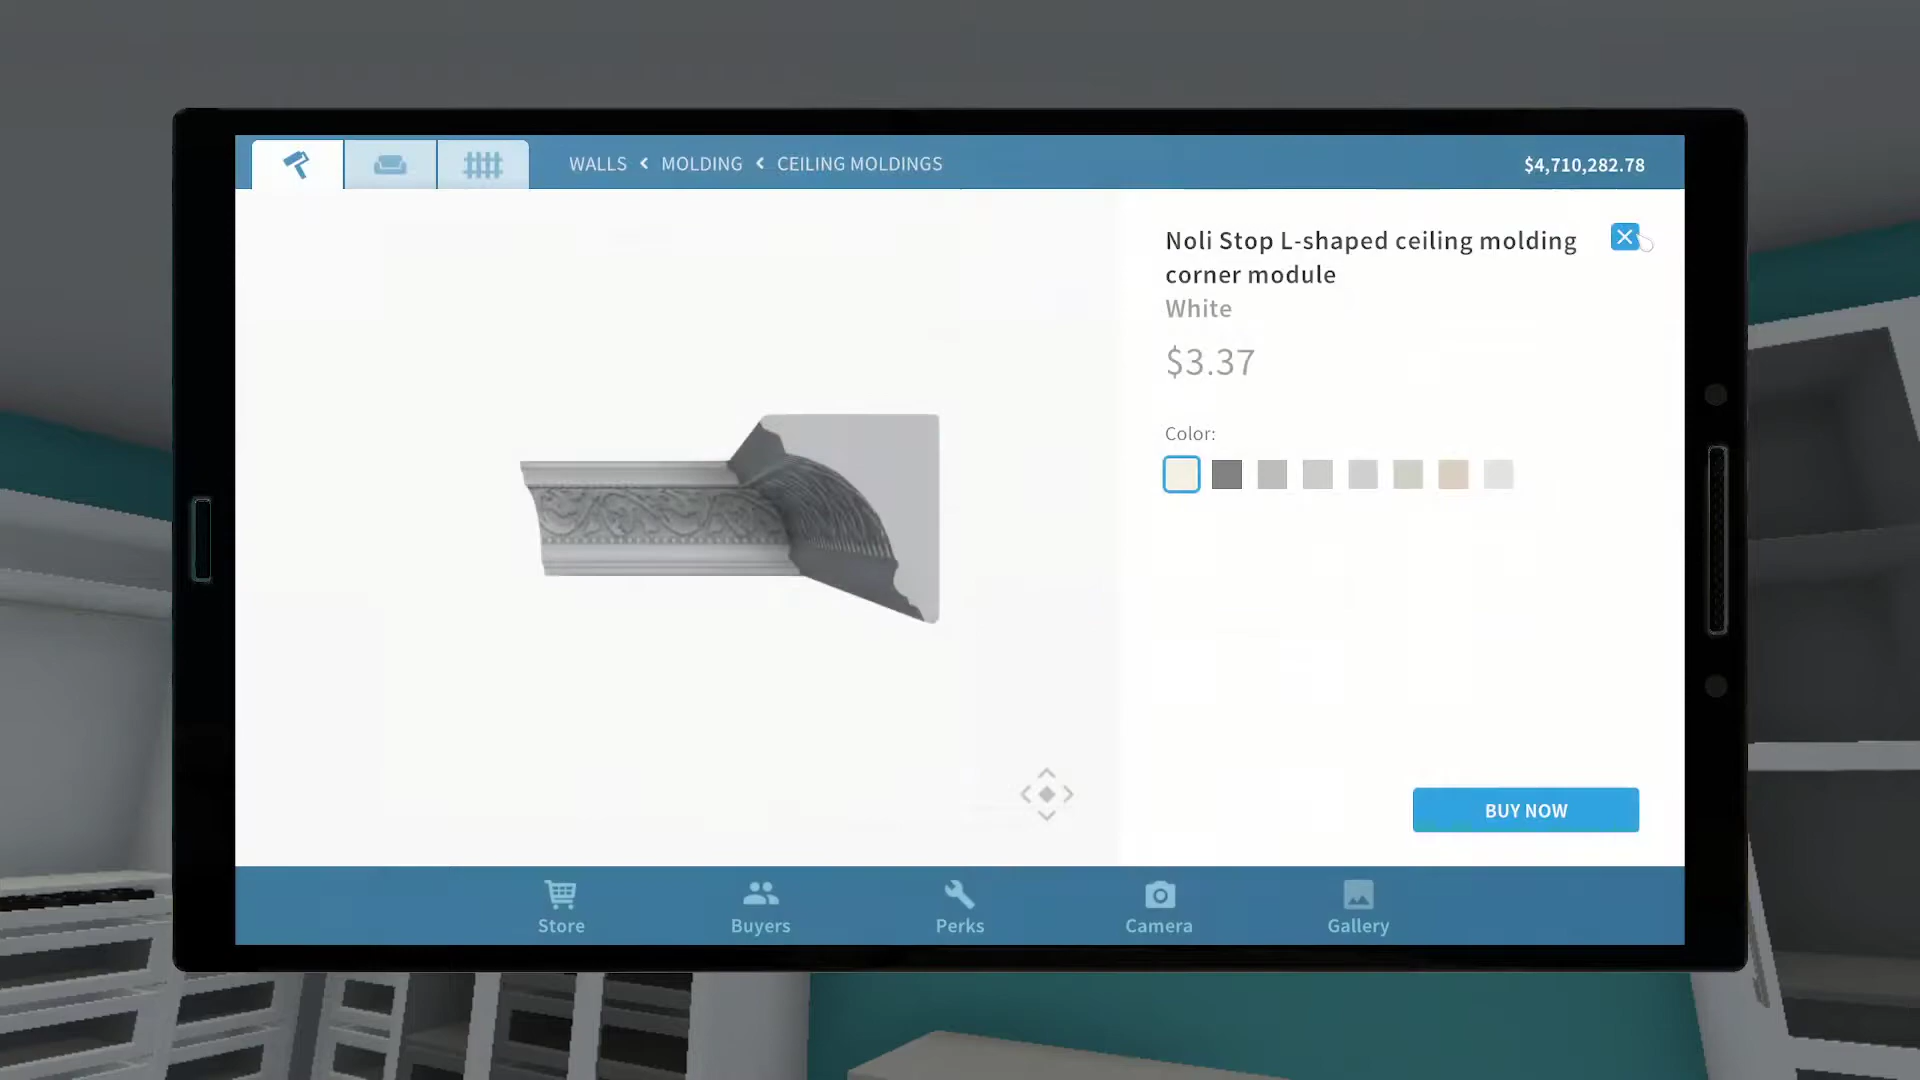 WALLS < MOLDING < CEILING MOLDINGS
$4,710,282.78
Noli Stop L-shaped ceiling molding
corner module
White
$3.37
Color:
BUY NOW
Store
Buyers
Perks
Camera
Gallery